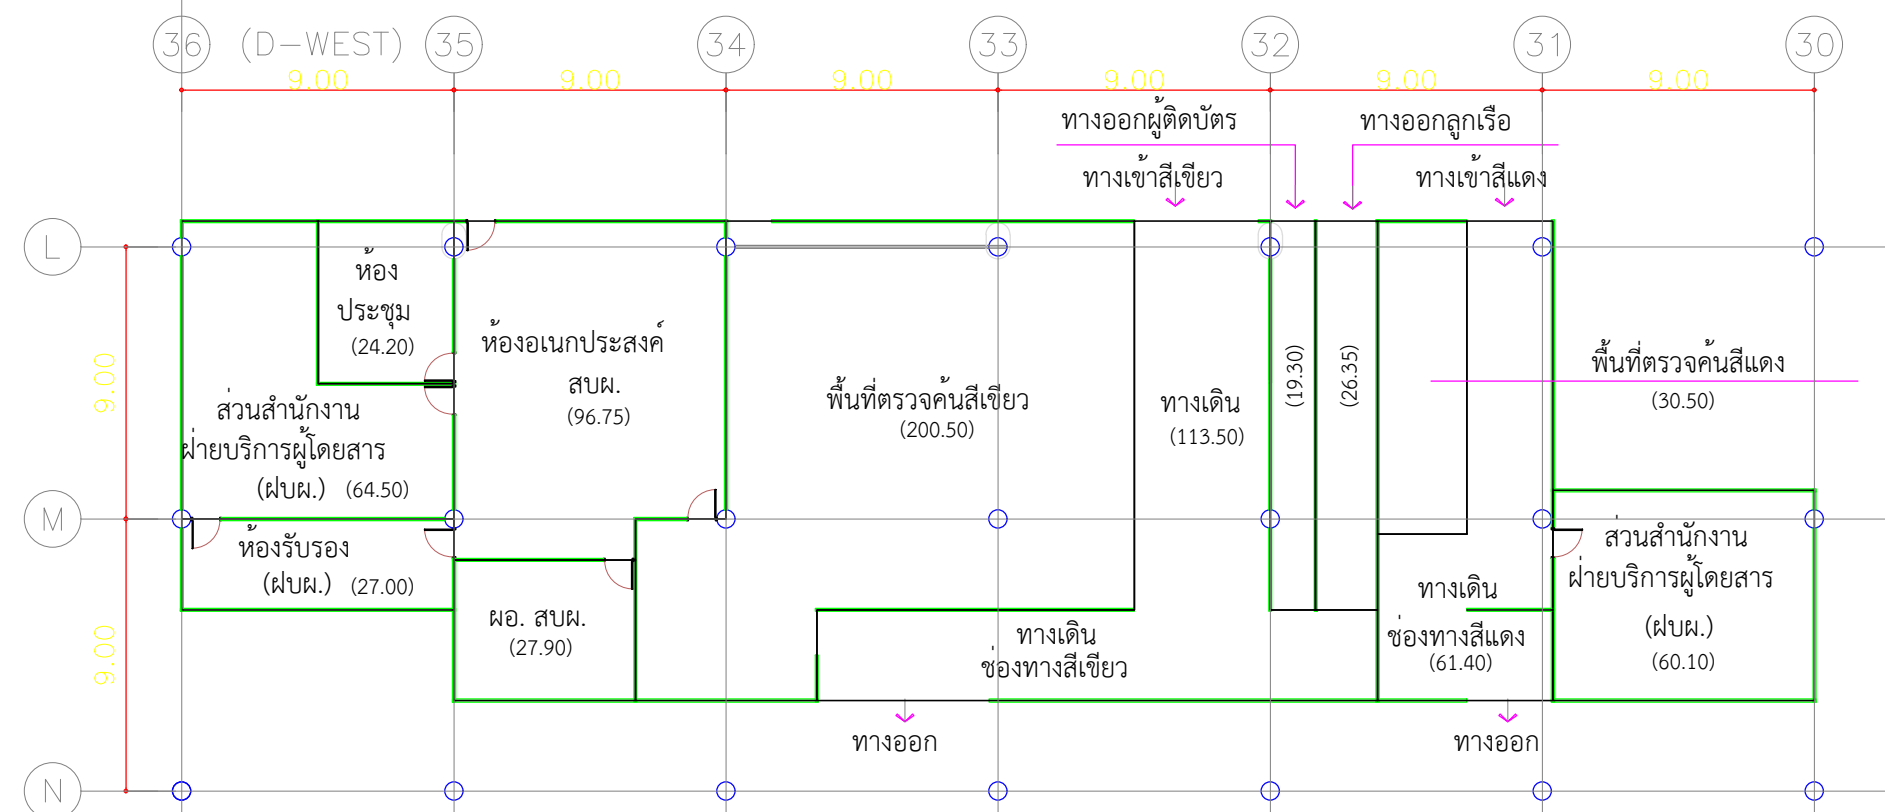 36 (D-WEST) 35 34 33 32 31 30
9.00 9.00 9.00 9.00 9.00 9.00
ทางออกผู้ติดบัตร
ทางออกลูกเรือ
ทางเข้าสีเขียว
ทางเข้าสีแดง
L
ห้อง
ประชุม
(24.20)
ห้องอเนกประสงค์
สบผ.
(96.75)
9.00
ส่วนสำนักงาน
ฝ่ายบริการผู้โดยสาร
(ฝบผ.) (64.50)
พื้นที่ตรวจค้นสีเขียว
(200.50)
ทางเดิน
(113.50)
(19.30)
(26.35)
พื้นที่ตรวจค้นสีแดง
(30.50)
M
ห้องรับรอง
(ฝบผ.) (27.00)
9.00
ผอ. สบผ.
(27.90)
ทางเดิน
ช่องทางสีเขียว
ทางเดิน
ช่องทางสีแดง
(61.40)
ส่วนสำนักงาน
ฝ่ายบริการผู้โดยสาร
(ฝบผ.)
(60.10)
ทางออก
ทางออก
N